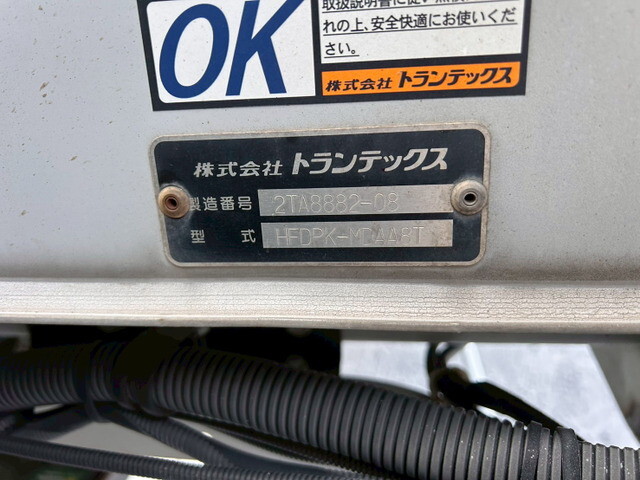 OK
取扱説明書に従い点検
れの上、安全快適にお使いくだ
さい。
株式会社 トランテックス
株式会社 トランテックス
製造番号 2TA8882-08
型式